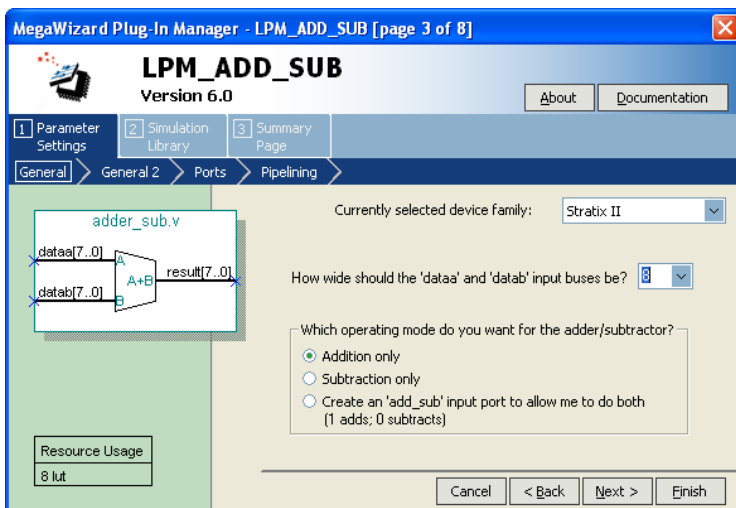 MegaWizard Plug-In Manager - LPM_ADD_SUB [page 3 of 8]
LPM_ADD_SUB
Version 6.0
About
Documentation
1 Parameter Settings
2 Simulation Library
3 Summary Page
General
General 2
Ports
Pipelining
adder_sub.v
dataa[7..0]
A
A+B
result[7..0]
datab[7..0]
B
Currently selected device family:
Stratix II
How wide should the 'dataa' and 'datab' input buses be?
8
Which operating mode do you want for the adder/subtractor?
Addition only
Subtraction only
Create an 'add_sub' input port to allow me to do both
(1 adds; 0 subtracts)
Resource Usage
8 lut
Cancel
< Back
Next >
Finish